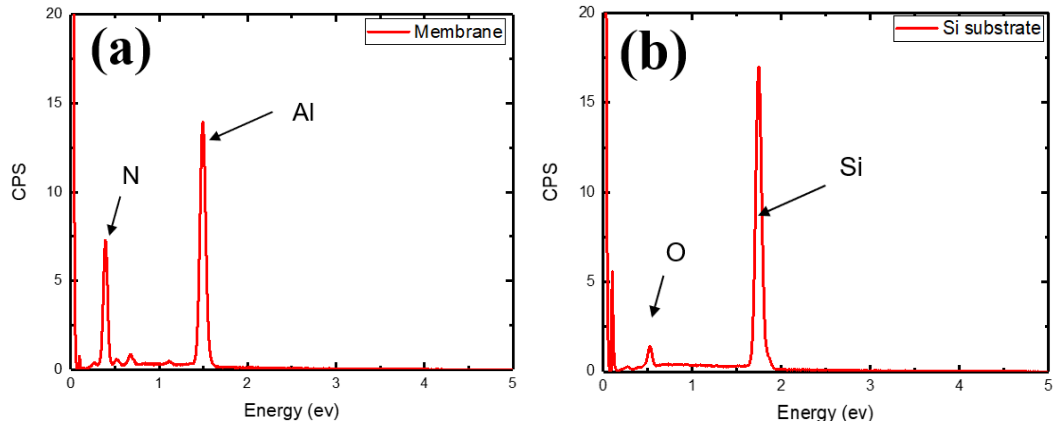 (a)
Membrane
20
15
10
5
0
CPS
N
Al
0 1 2 3 4 5
Energy (ev)
(b)
Si substrate
20
15
10
5
0
CPS
O
Si
0 1 2 3 4 5
Energy (ev)